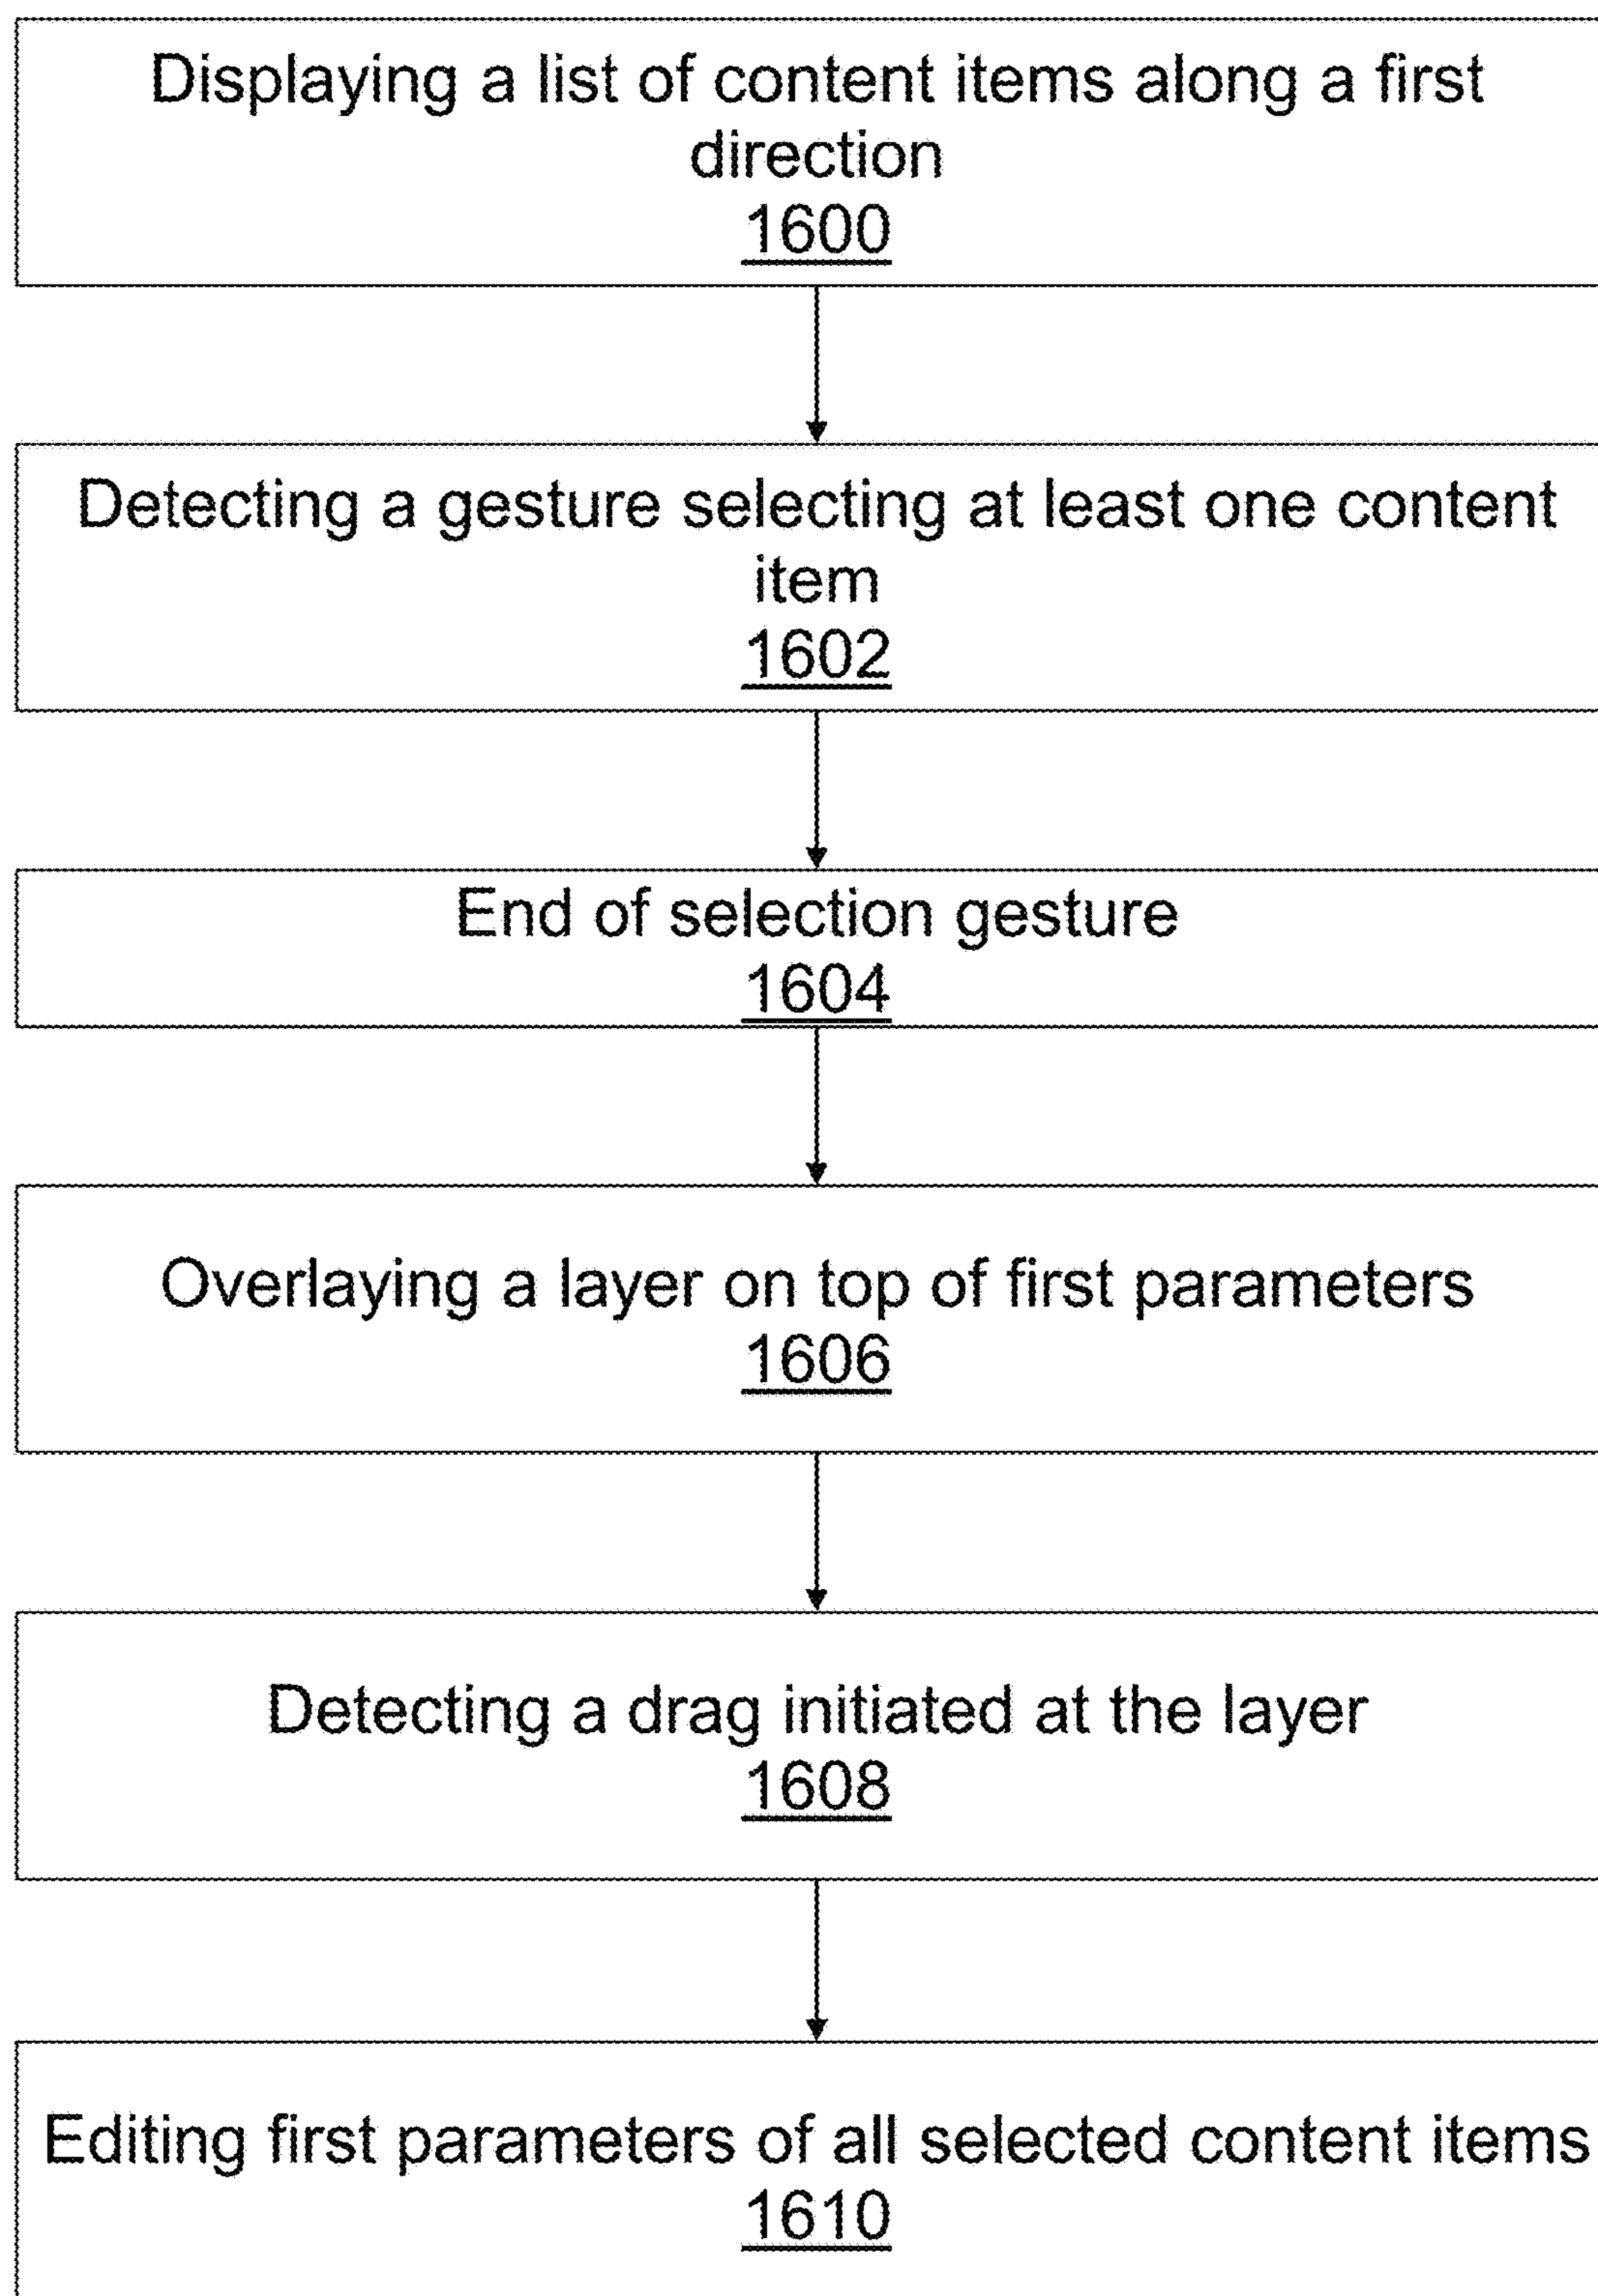 Displaying a list of content items along a first
direction
1600
Detecting a gesture selecting at least one content
item
1602
End of selection gesture
1604
Overlaying a layer on top of first parameters
1606
Detecting a drag initiated at the layer
1608
Editing first parameters of all selected content items
1610